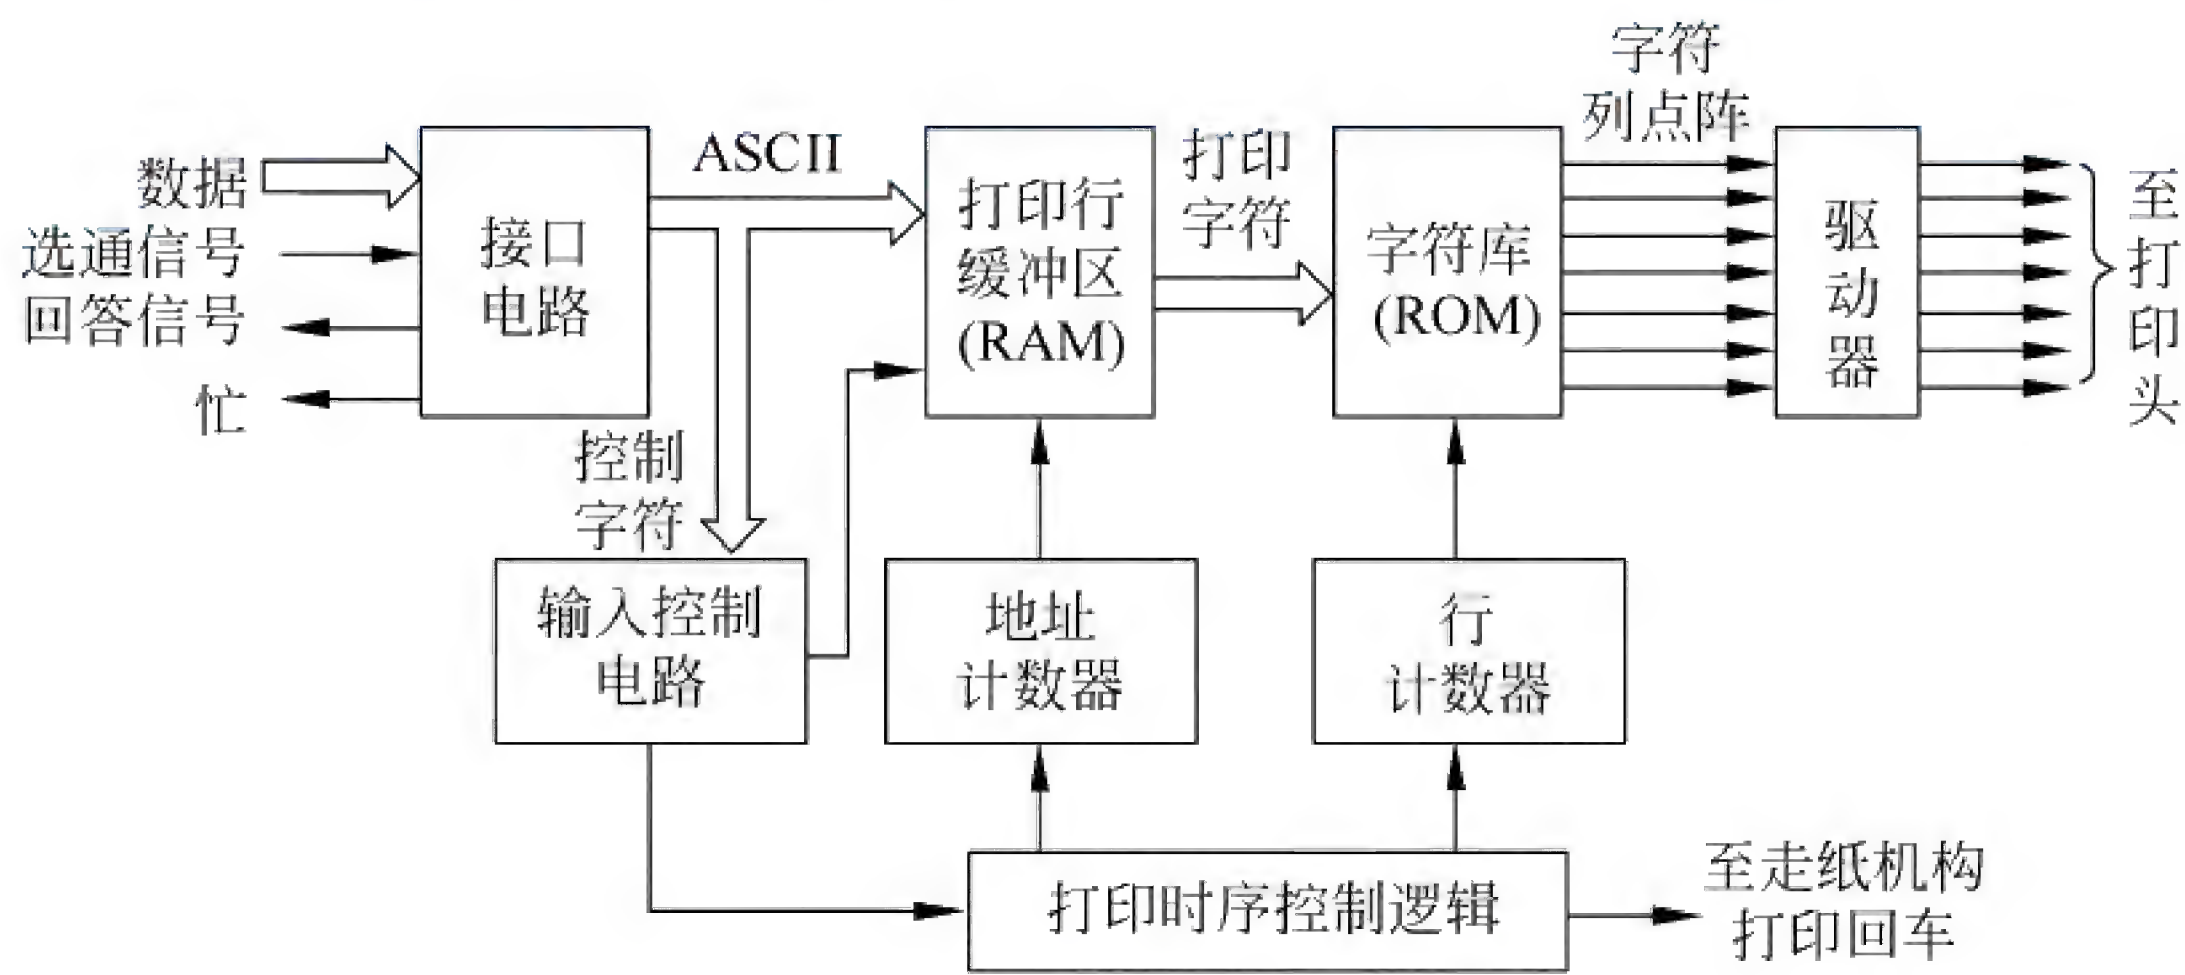 字符
列点阵
数据
选通信号
回答信号
忙
接口
电路
ASCII
打印行
缓冲区
(RAM)
打印
字符
字符库
(ROM)
驱
动
器
至
打
印
头
控制
字符
输入控制
电路
地址
计数器
行
计数器
打印时序控制逻辑
至走纸机构
打印回车